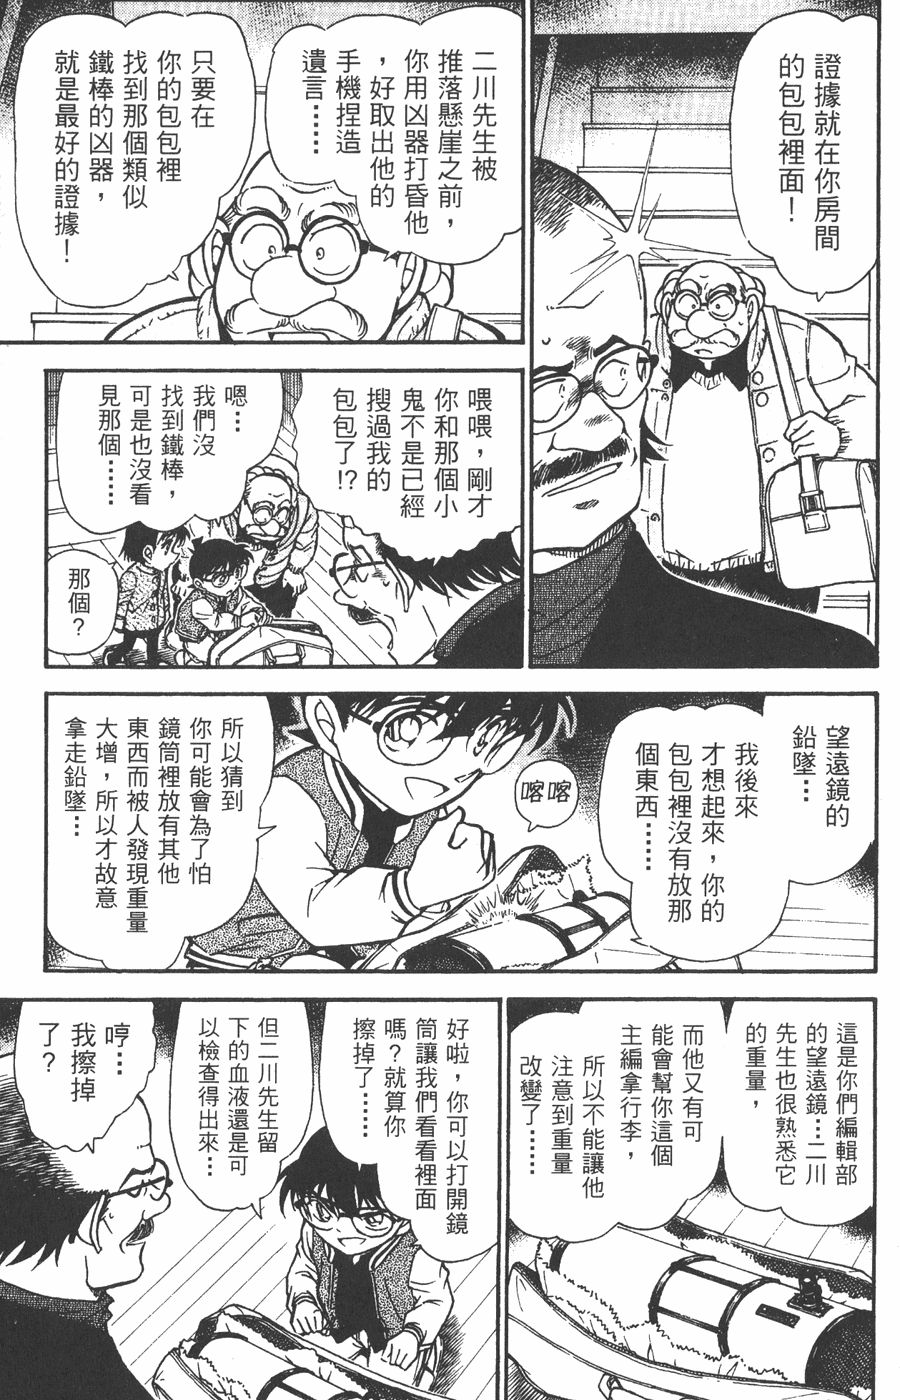 證據就在你房間
的包包裡面！
二川先生被
推落懸崖之前，
你用凶器打昏他
，好取出他的
手機捏造
遺言……
只要在
你的包包裡
找到那個類似
鐵棒的凶器，
就是最好的證據！
喂喂，剛才
你和那個小
鬼不是已經
搜過我的
包包了!?
嗯…
我們沒
找到鐵棒，
可是也沒看
見那個……
那個？
望遠鏡的
鉛墜…
我後來
才想起來，你的
包包裡沒有放那
個東西……
喀喀
所以猜到
你可能會為了怕
鏡筒裡放有其他
東西而被人發現重量
大增，所以才故意
拿走鉛墜…
這是你們編輯部
的望遠鏡…二川
先生也很熟悉它
的重量，
而他又有可
能會幫你這個
主編拿行李，
所以不能讓他
注意到重量
改變了……
好啦，你可以打開鏡
筒讓我們看看裡面
嗎？就算你
擦掉了……
但二川先生留
下的血液還是可
以檢查得出來…
哼…
我擦掉
了？